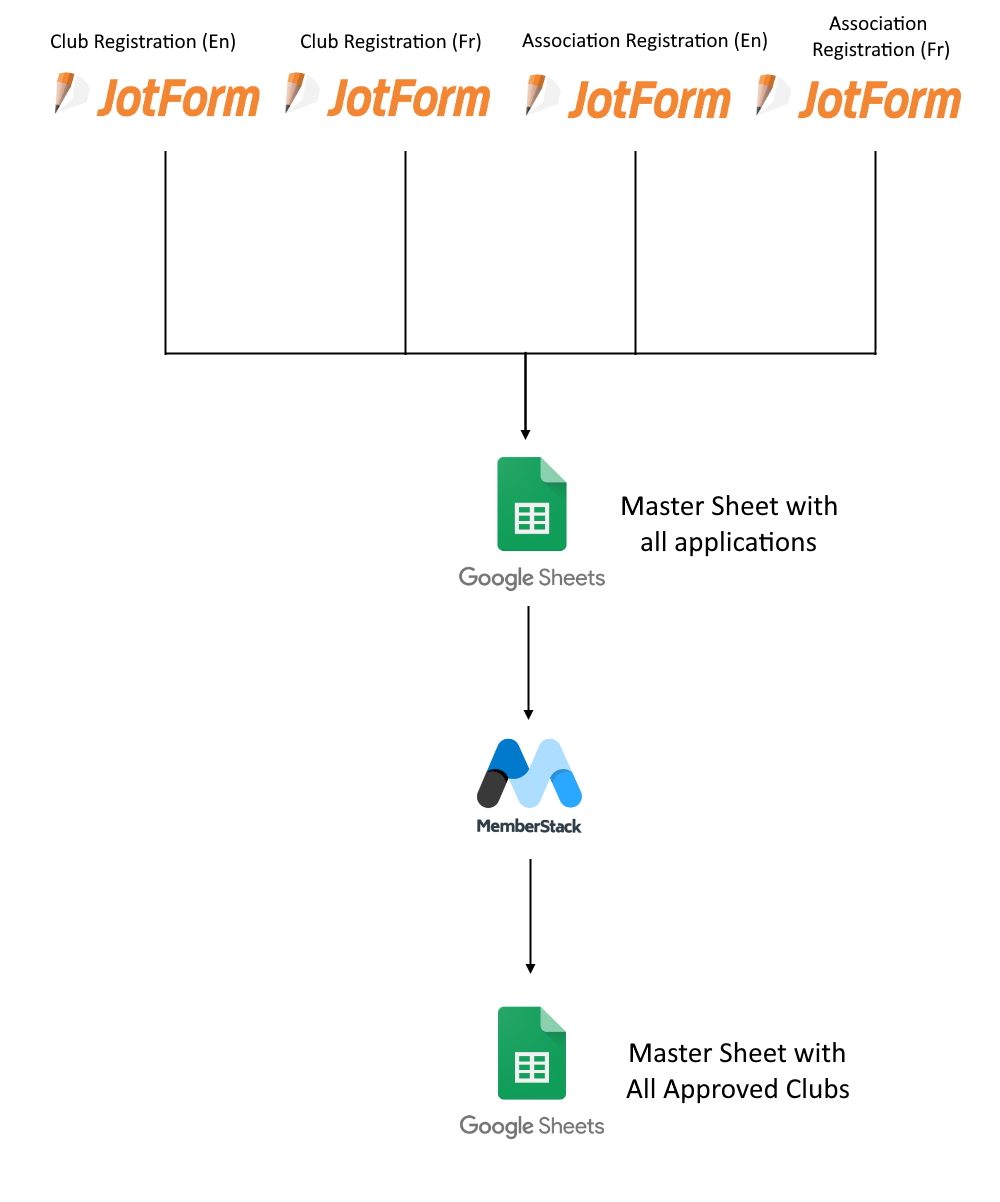 Club Registration (En)
Club Registration (Fr)
Association Registration (En)
Association
Registration (Fr)
JotForm
JotForm
JotForm
JotForm
Master Sheet with
all applications
Google Sheets
MemberStack
Master Sheet with
All Approved Clubs
Google Sheets